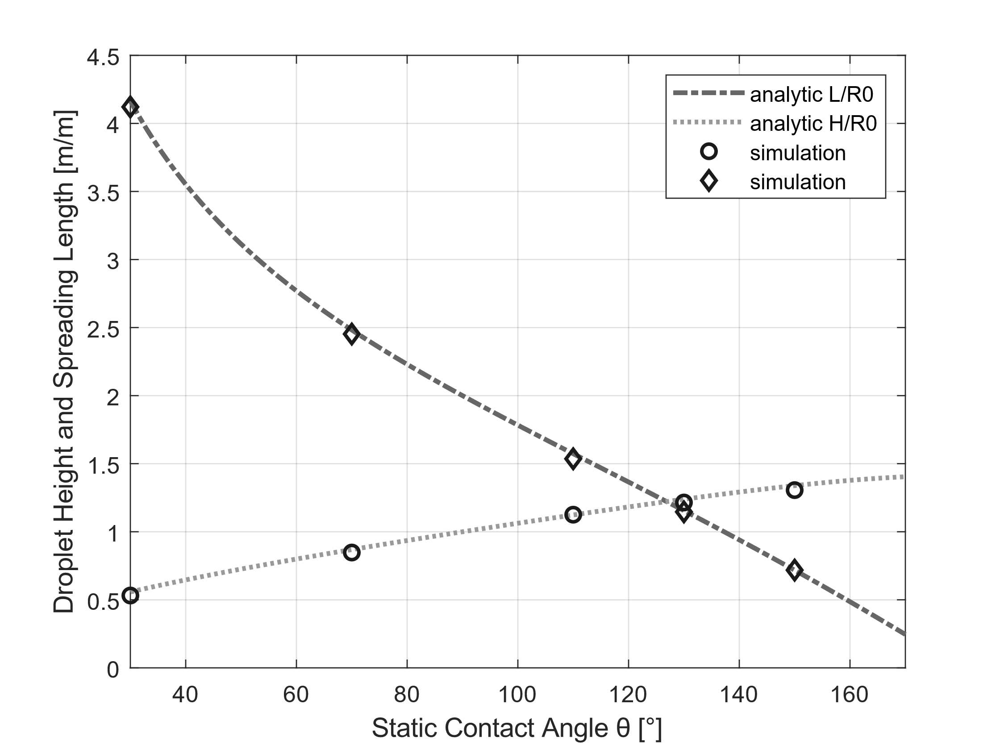 4.5
4
3.5
3
2.5
2
1.5
1
0.5
0
Droplet Height and Spreading Length [m/m]
analytic L/R0
analytic H/R0
simulation
simulation
40 60 80 100 120 140 160
Static Contact Angle θ [°]